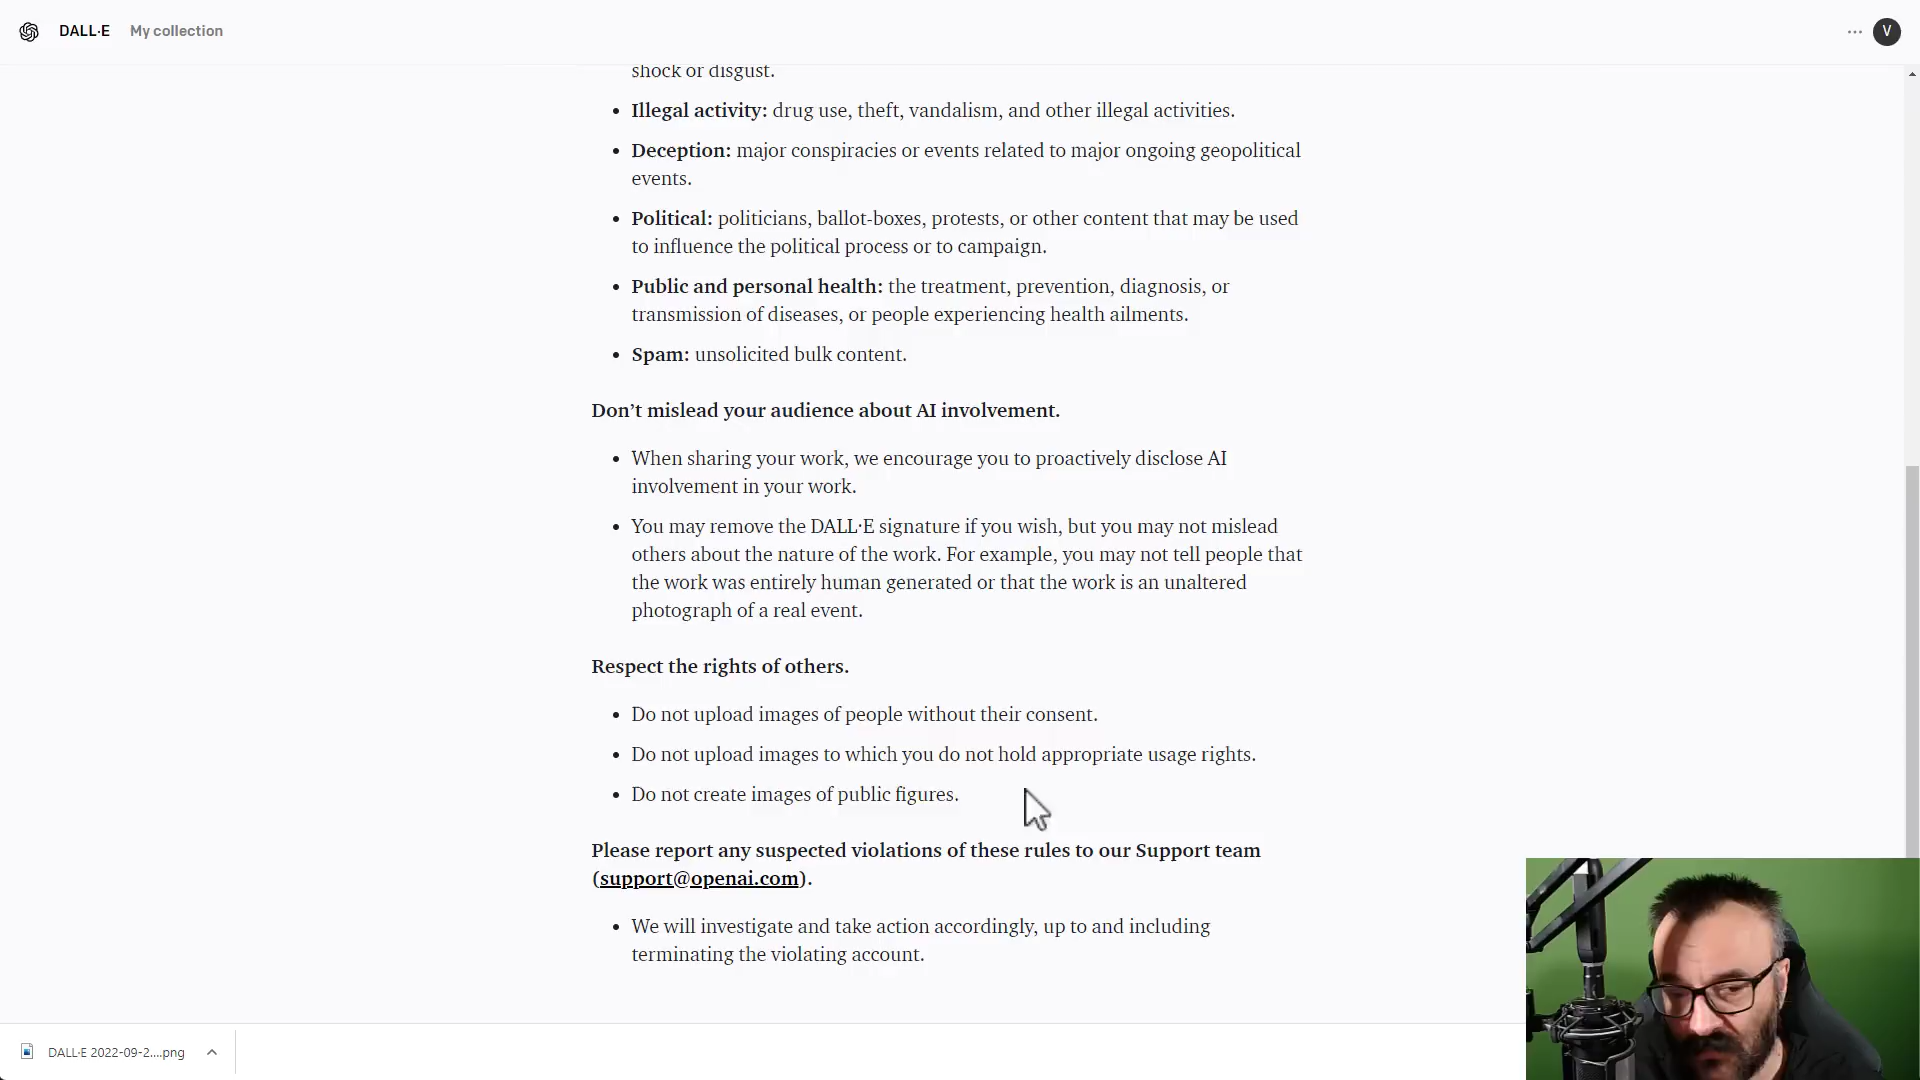 DALL·E My collection
··· V
shock or disgust.
• Illegal activity: drug use, theft, vandalism, and other illegal activities.
• Deception: major conspiracies or events related to major ongoing geopolitical
events.
• Political: politicians, ballot-boxes, protests, or other content that may be used
to influence the political process or to campaign.
• Public and personal health: the treatment, prevention, diagnosis, or
transmission of diseases, or people experiencing health ailments.
• Spam: unsolicited bulk content.
Don’t mislead your audience about AI involvement.
• When sharing your work, we encourage you to proactively disclose AI
involvement in your work.
• You may remove the DALL·E signature if you wish, but you may not mislead
others about the nature of the work. For example, you may not tell people that
the work was entirely human generated or that the work is an unaltered
photograph of a real event.
Respect the rights of others.
• Do not upload images of people without their consent.
• Do not upload images to which you do not hold appropriate usage rights.
• Do not create images of public figures.
Please report any suspected violations of these rules to our Support team
(support@openai.com).
• We will investigate and take action accordingly, up to and including
terminating the violating account.
DALL·E 2022-09-2....png